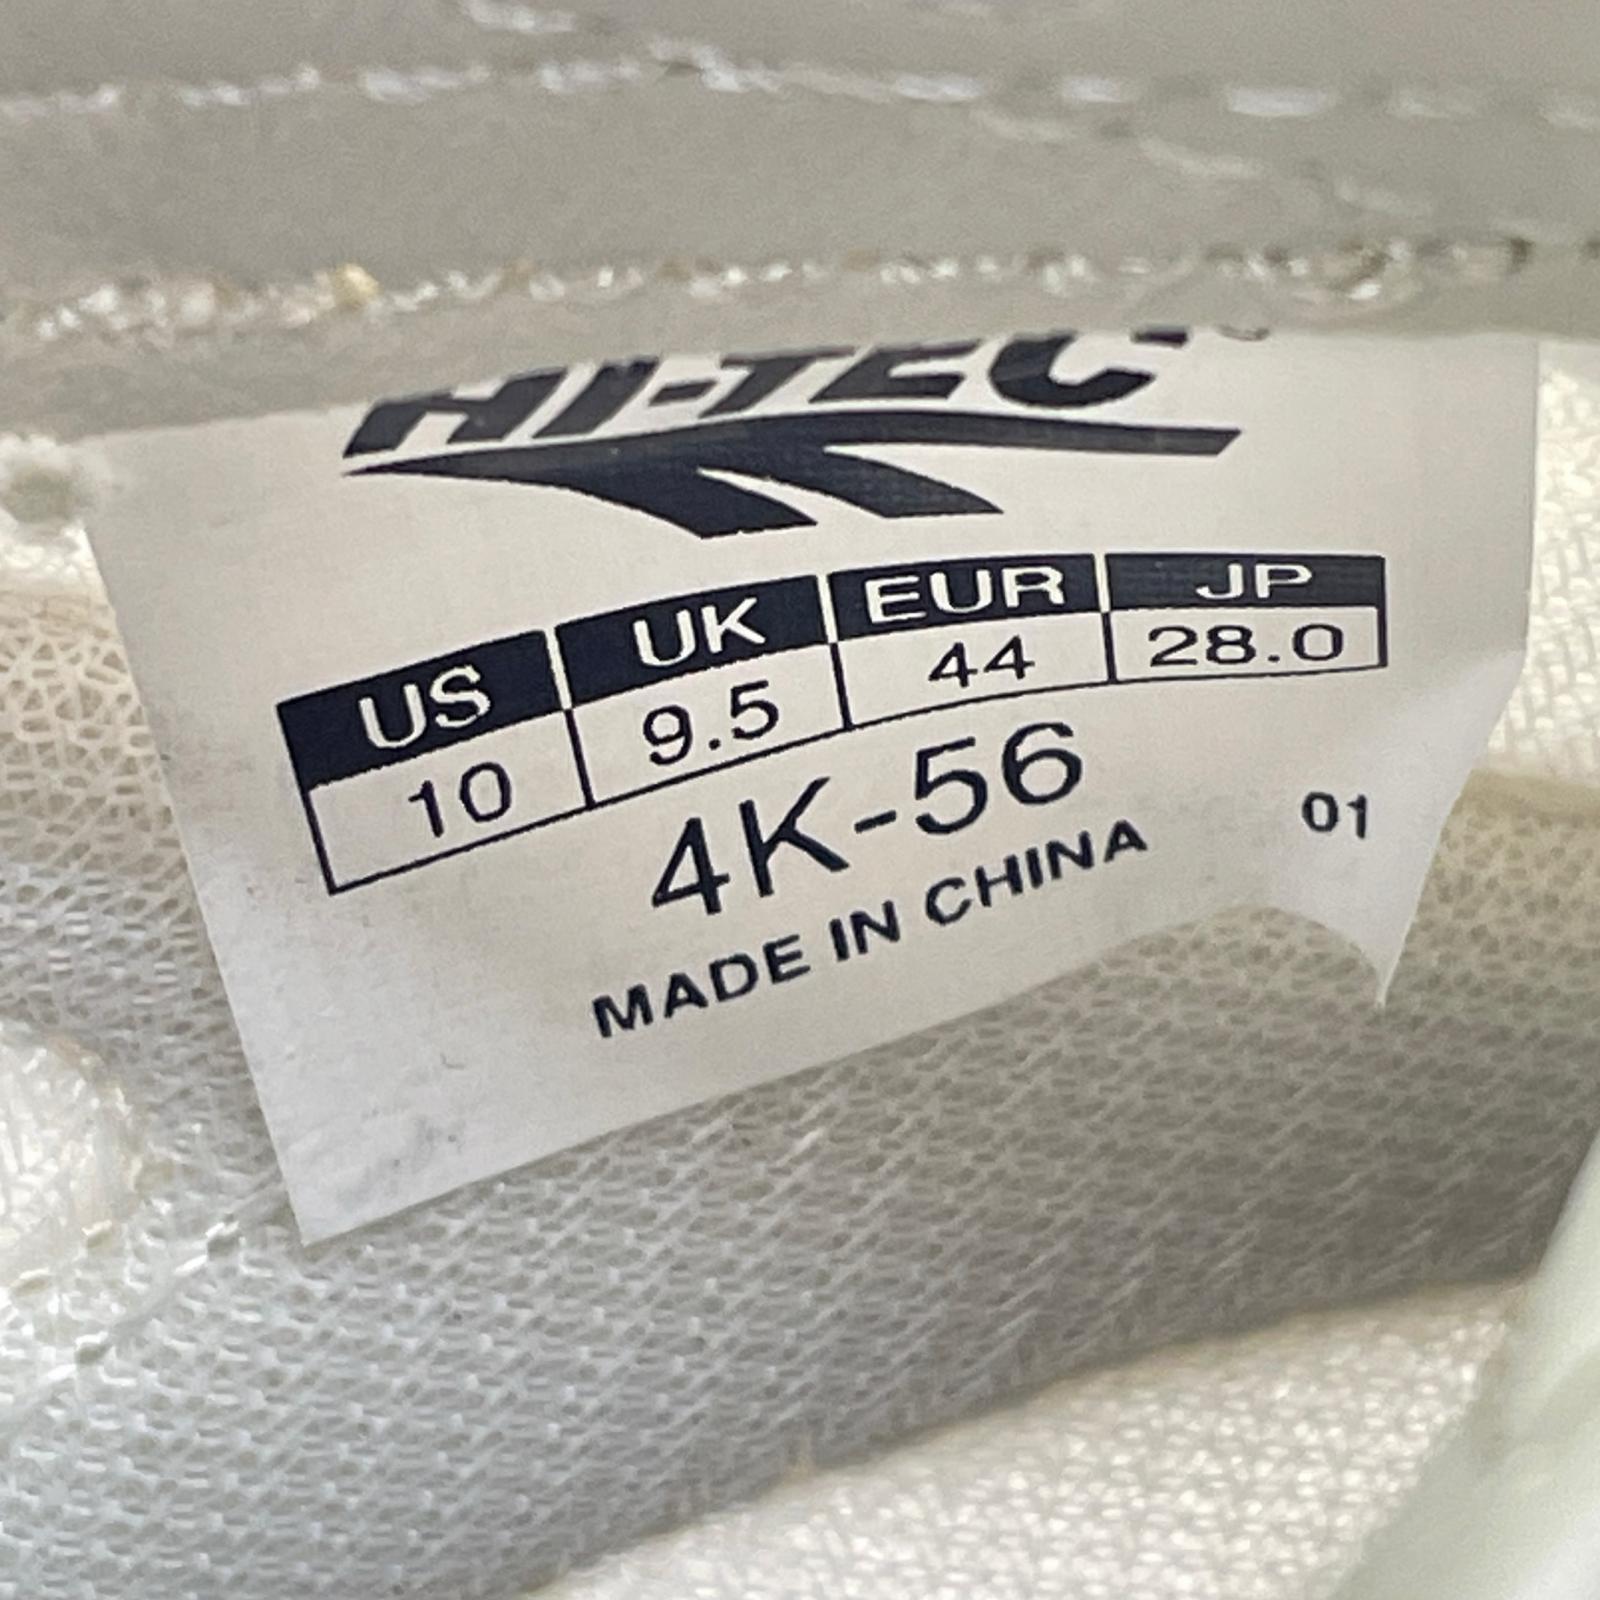 HI-TEC
US UK EUR JP
10 9.5 44 28.0
4K-56
01
MADE IN CHINA